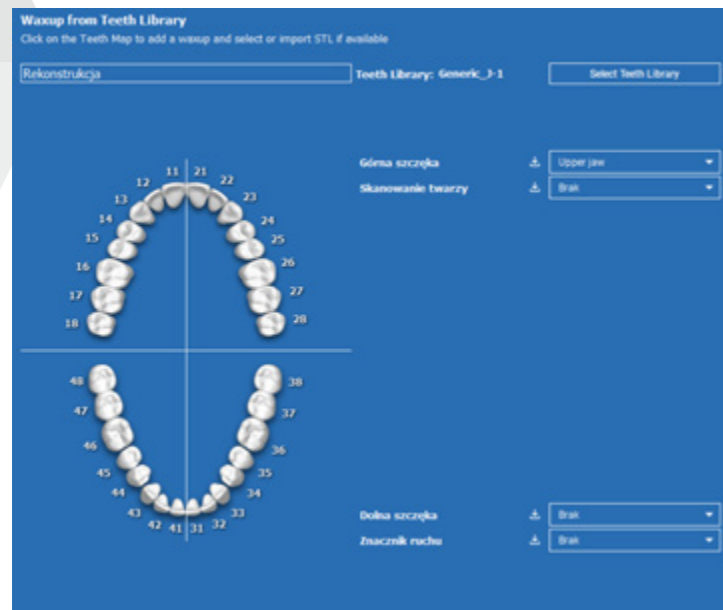 Waxup from Teeth Library
Click on the Teeth Map to add a waxup and select or import STL if available
Rekonstrukcja
Teeth Library: Generic_J-1
Select Teeth Library
Górna szczęka
Upper jaw
Skanowanie twarzy
Brak
11 21
12 22
13 23
14 24
15 25
16 26
17 27
18 28
48 38
47 37
46 36
45 35
44 34
43 33
42 41 31 32
Dolna szczęka
Brak
Znacznik ruchu
Brak